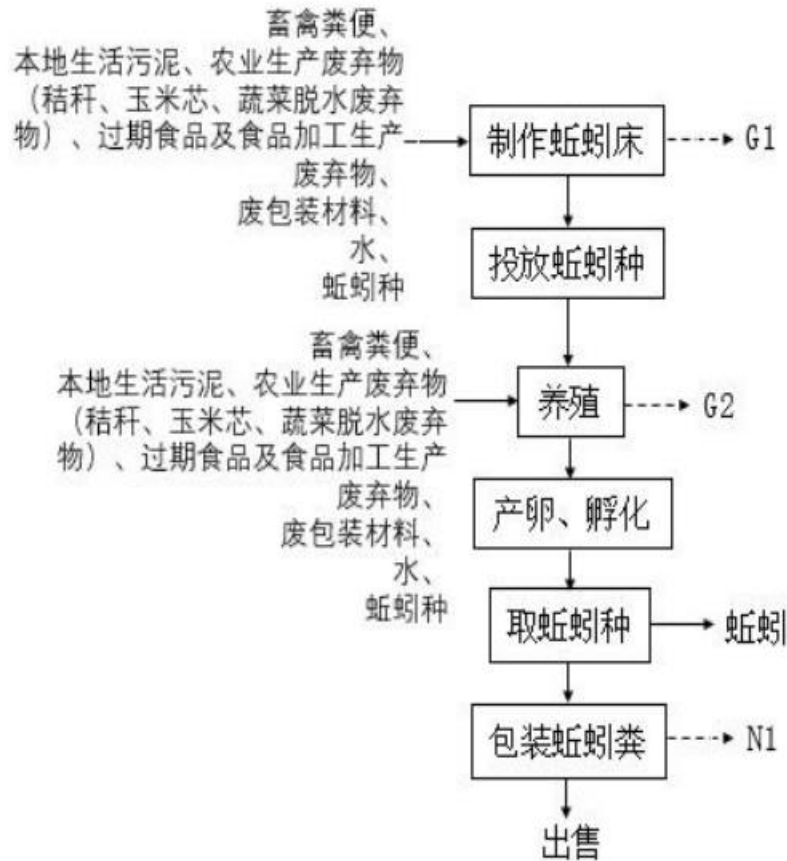 畜禽粪便、
本地生活污泥、农业生产废弃物
（秸秆、玉米芯、蔬菜脱水废弃
物）、过期食品及食品加工生产
废弃物、
废包装材料、
水、
蚯蚓种
制作蚯蚓床
G1
投放蚯蚓种
畜禽粪便、
本地生活污泥、农业生产废弃物
（秸秆、玉米芯、蔬菜脱水废弃
物）、过期食品及食品加工生产
废弃物、
废包装材料、
水、
蚯蚓种
养殖
G2
产卵、孵化
取蚯蚓种
蚯蚓
包装蚯蚓粪
N1
出售